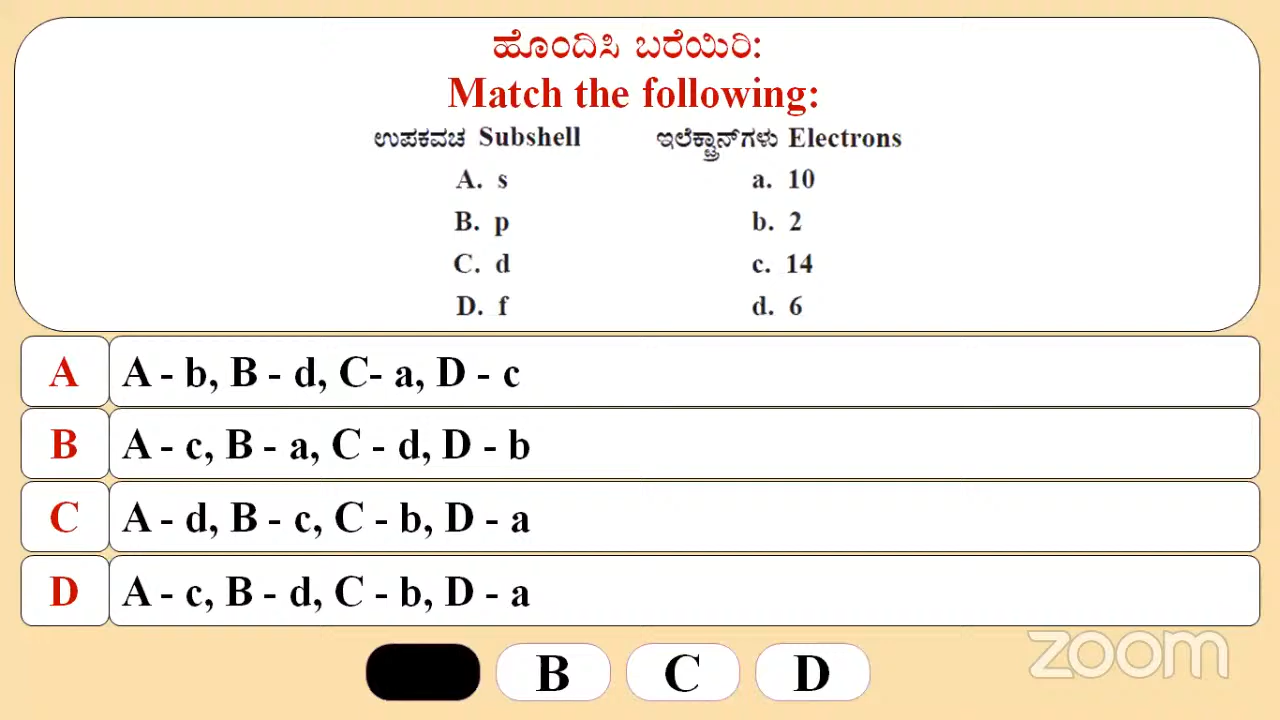 ಹೊಂದಿಸಿ ಬರೆಯಿರಿ:
Match the following:
ಉಪಕವಚ Subshell ಇಲೆಕ್ಟ್ರಾನ್‌ಗಳು Electrons
A. s a. 10
B. p b. 2
C. d c. 14
D. f d. 6
A A - b, B - d, C- a, D - c
B A - c, B - a, C - d, D - b
C A - d, B - c, C - b, D - a
D A - c, B - d, C - b, D - a
B C D
zoom